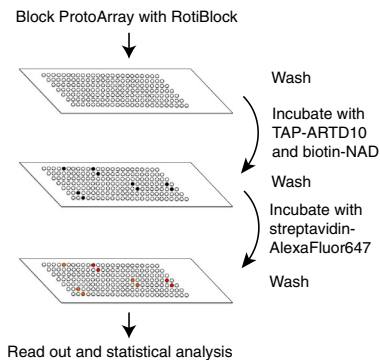 Block ProtoArray with RotiBlock
Wash
Incubate with
TAP-ARTD10
and biotin-NAD
Wash
Incubate with
streptavidin-
AlexaFluor647
Wash
Read out and statistical analysis